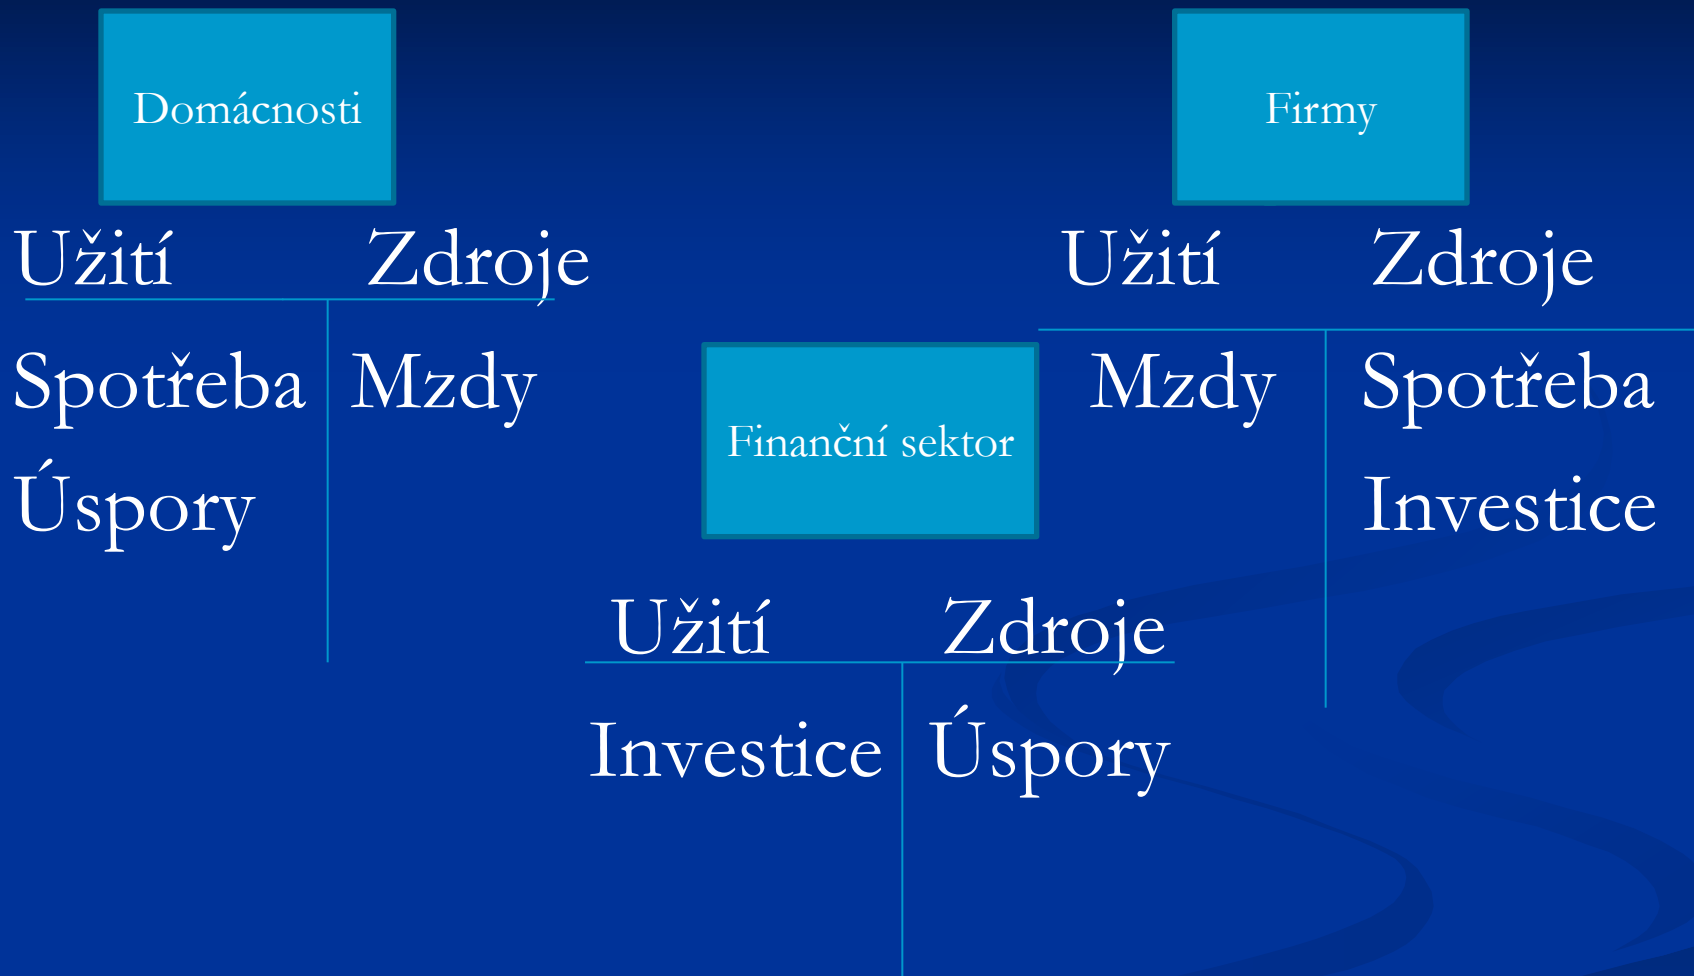 Domácnosti
Firmy
Užití Zdroje
Užití Zdroje
Spotřeba Mzdy
Mzdy Spotřeba
Finanční sektor
Úspory
Investice
Užití Zdroje
Investice Úspory